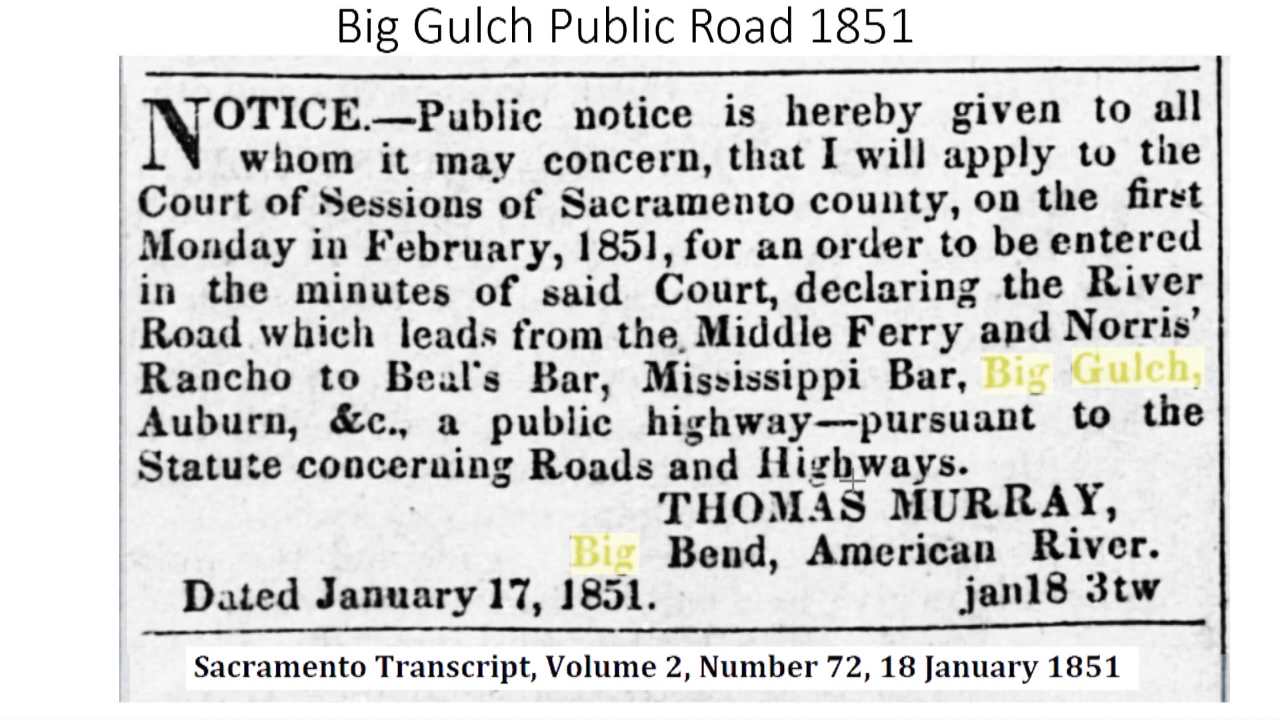 Big Gulch Public Road 1851
NOTICE.—Public notice is hereby given to all
whom it may concern, that I will apply to the
Court of Sessions of Sacramento county, on the first
Monday in February, 1851, for an order to be entered
in the minutes of said Court, declaring the River
Road which leads from the Middle Ferry and Norris'
Rancho to Beal's Bar, Mississippi Bar, Big Gulch,
Auburn, &c., a public highway—pursuant to the
Statute concerning Roads and Highways.
THOMAS MURRAY,
Big Bend, American River.
Dated January 17, 1851. jan18 3tw
Sacramento Transcript, Volume 2, Number 72, 18 January 1851